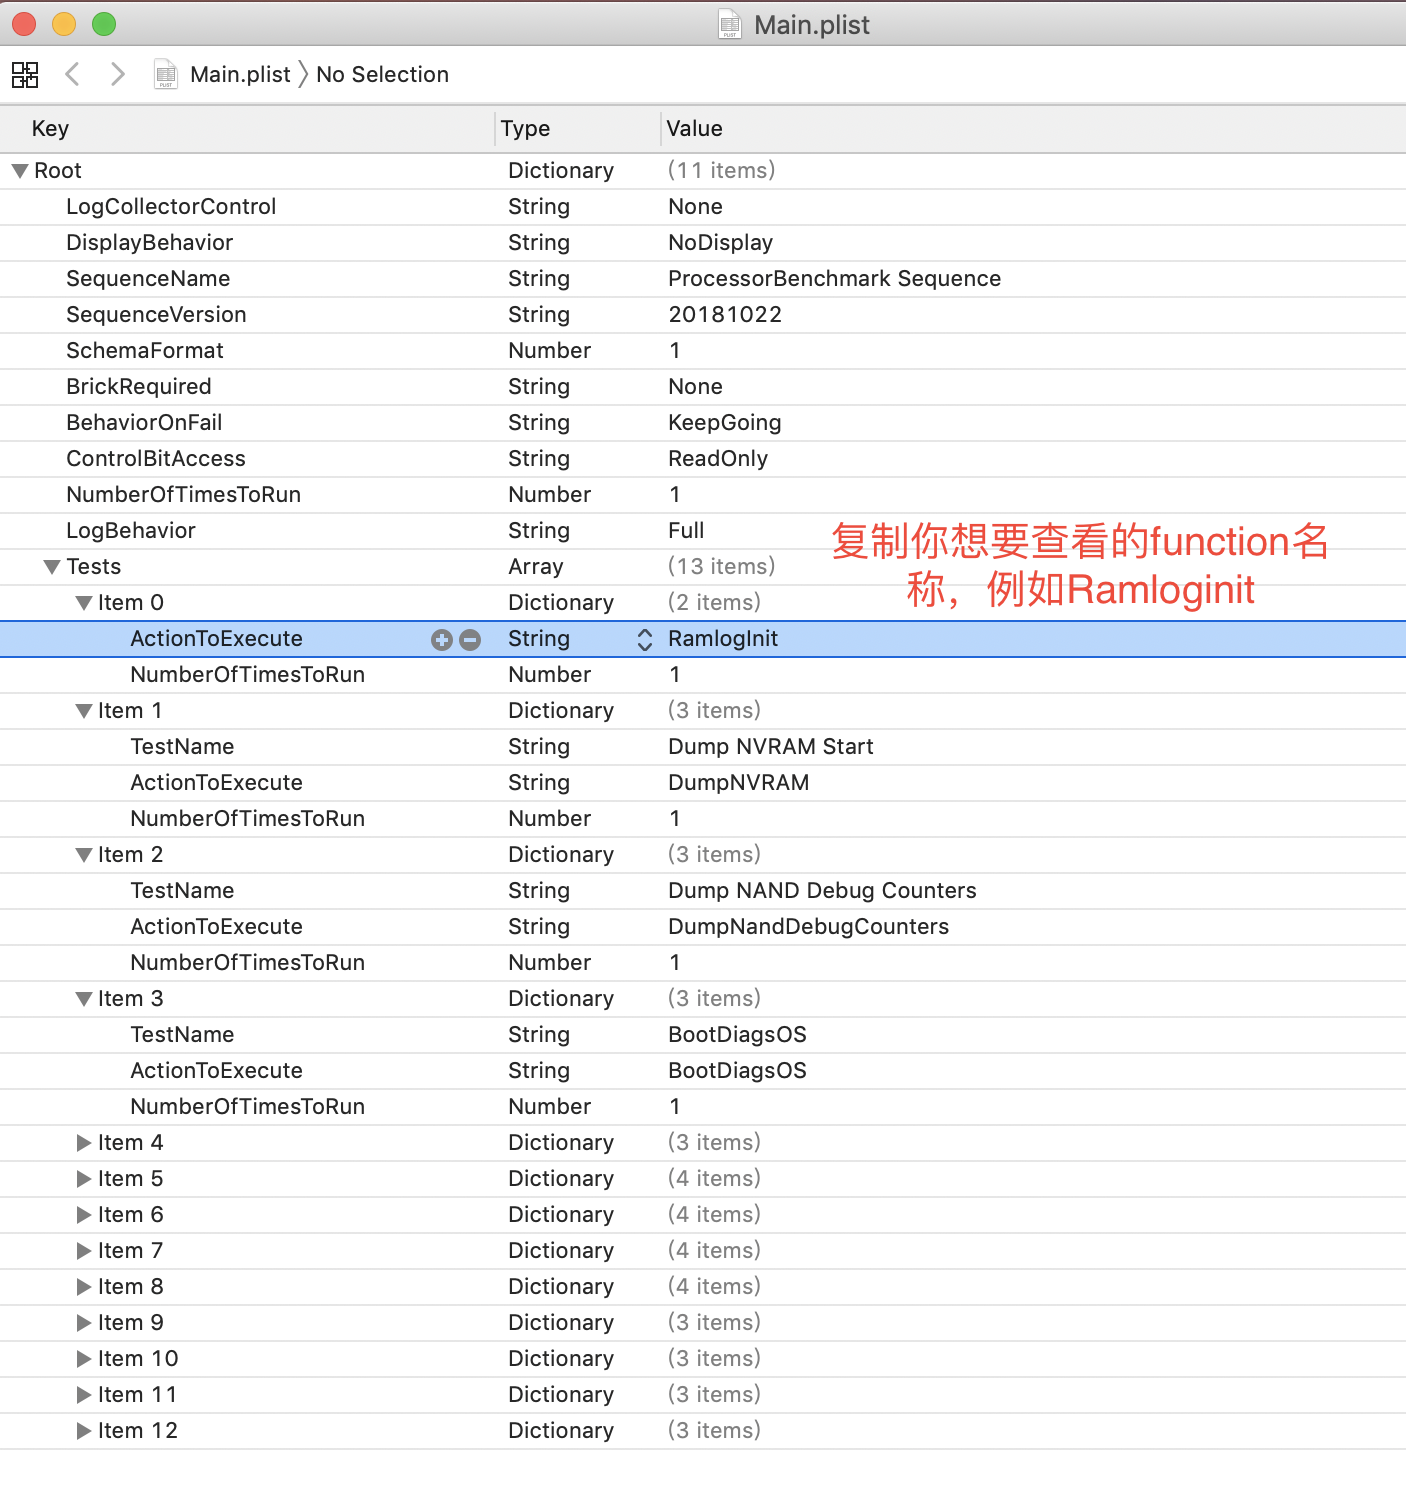 Main.plist
Main.plist No Selection
Key Type Value
Root Dictionary (11 items)
LogCollectorControl String None
DisplayBehavior String NoDisplay
SequenceName String ProcessorBenchmark Sequence
SequenceVersion String 20181022
SchemaFormat Number 1
BrickRequired String None
BehaviorOnFail String KeepGoing
ControlBitAccess String ReadOnly
NumberOfTimesToRun Number 1
LogBehavior String Full
复制你想要查看的function名
称，例如Ramloginit
Tests Array (13 items)
Item 0 Dictionary (2 items)
ActionToExecute String RamlogInit
NumberOfTimesToRun Number 1
Item 1 Dictionary (3 items)
TestName String Dump NVRAM Start
ActionToExecute String DumpNVRAM
NumberOfTimesToRun Number 1
Item 2 Dictionary (3 items)
TestName String Dump NAND Debug Counters
ActionToExecute String DumpNandDebugCounters
NumberOfTimesToRun Number 1
Item 3 Dictionary (3 items)
TestName String BootDiagsOS
ActionToExecute String BootDiagsOS
NumberOfTimesToRun Number 1
Item 4 Dictionary (3 items)
Item 5 Dictionary (4 items)
Item 6 Dictionary (4 items)
Item 7 Dictionary (4 items)
Item 8 Dictionary (4 items)
Item 9 Dictionary (3 items)
Item 10 Dictionary (3 items)
Item 11 Dictionary (3 items)
Item 12 Dictionary (3 items)